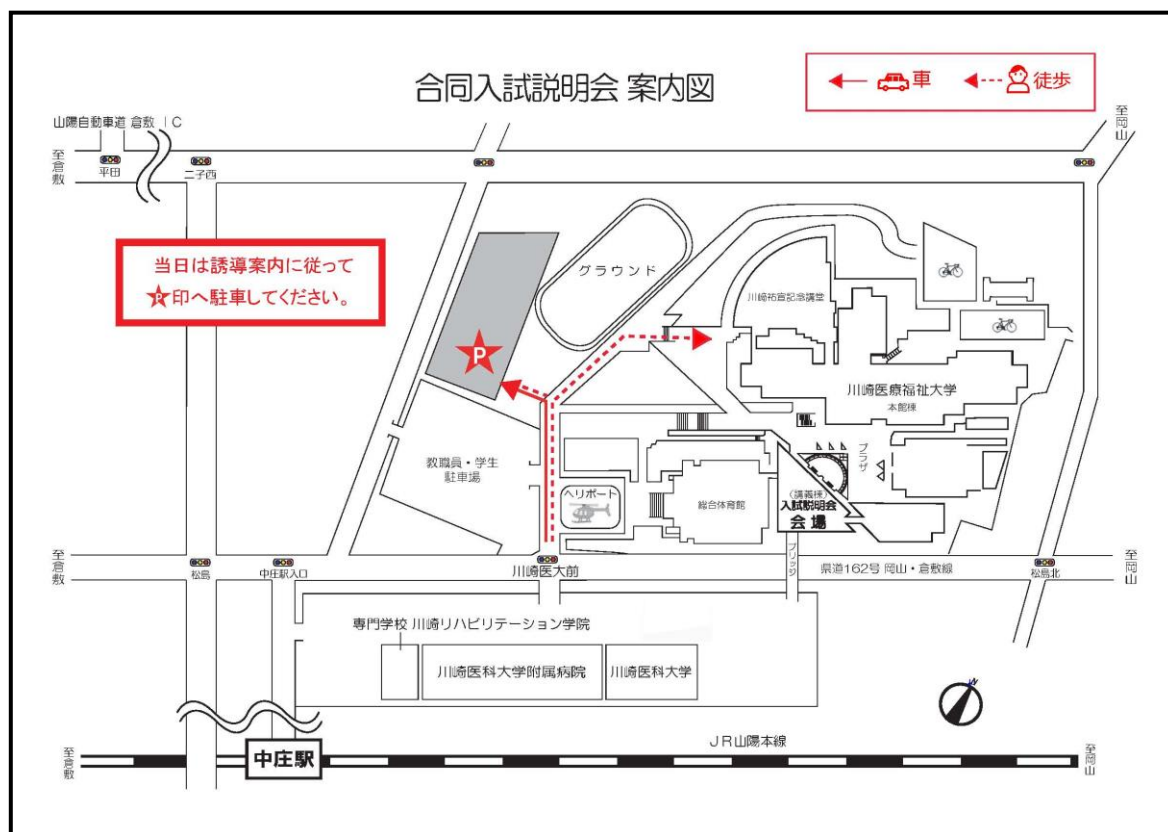 合同入試説明会 案内図
車
徒歩
山陽自動車道 倉敷 IC
至倉敷
平田
二子西
至岡山
当日は誘導案内に従って
P印へ駐車してください。
グラウンド
川﨑祐宣記念講堂
P
川崎医療福祉大学
本館棟
教職員・学生
駐車場
プラザ
ヘリポート
総合体育館
(講義棟)
入試説明会
会場
至倉敷
松島
中庄駅入口
川崎医大前
ブリッジ
県道162号 岡山・倉敷線
松島北
至岡山
専門学校 川崎リハビリテーション学院
川崎医科大学附属病院
川崎医科大学
N
JR山陽本線
至倉敷
中庄駅
至岡山